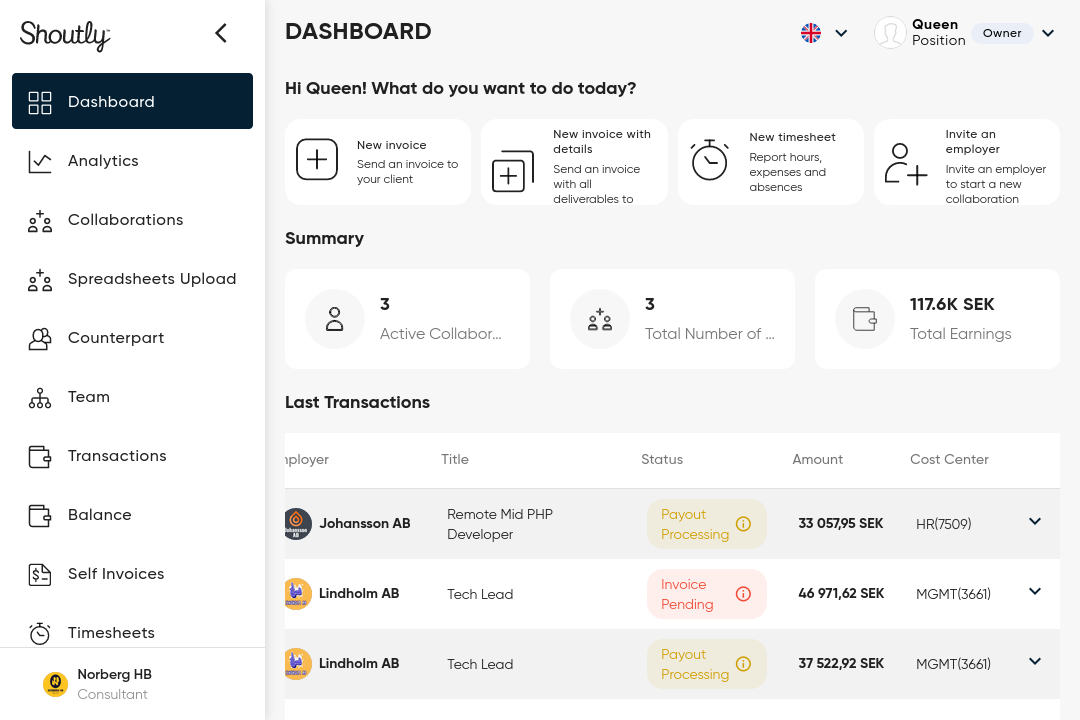 Shoutly
DASHBOARD
Queen
Position
Owner
Dashboard
Analytics
Collaborations
Spreadsheets Upload
Counterpart
Team
Transactions
Balance
Self Invoices
Timesheets
Norberg HB
Consultant
Hi Queen! What do you want to do today?
New invoice
Send an invoice to
your client
New invoice with
details
Send an invoice
with all
deliverables to
New timesheet
Report hours,
expenses and
absences
Invite an
employer
Invite an employer
to start a new
collaboration
Summary
3
Active Collabor...
3
Total Number of ...
117.6K SEK
Total Earnings
Last Transactions
mployer Title Status Amount Cost Center
Johansson AB
Remote Mid PHP
Developer
Payout
Processing
33 057,95 SEK
HR(7509)
Lindholm AB
Tech Lead
Invoice
Pending
46 971,62 SEK
MGMT(3661)
Lindholm AB
Tech Lead
Payout
Processing
37 522,92 SEK
MGMT(3661)